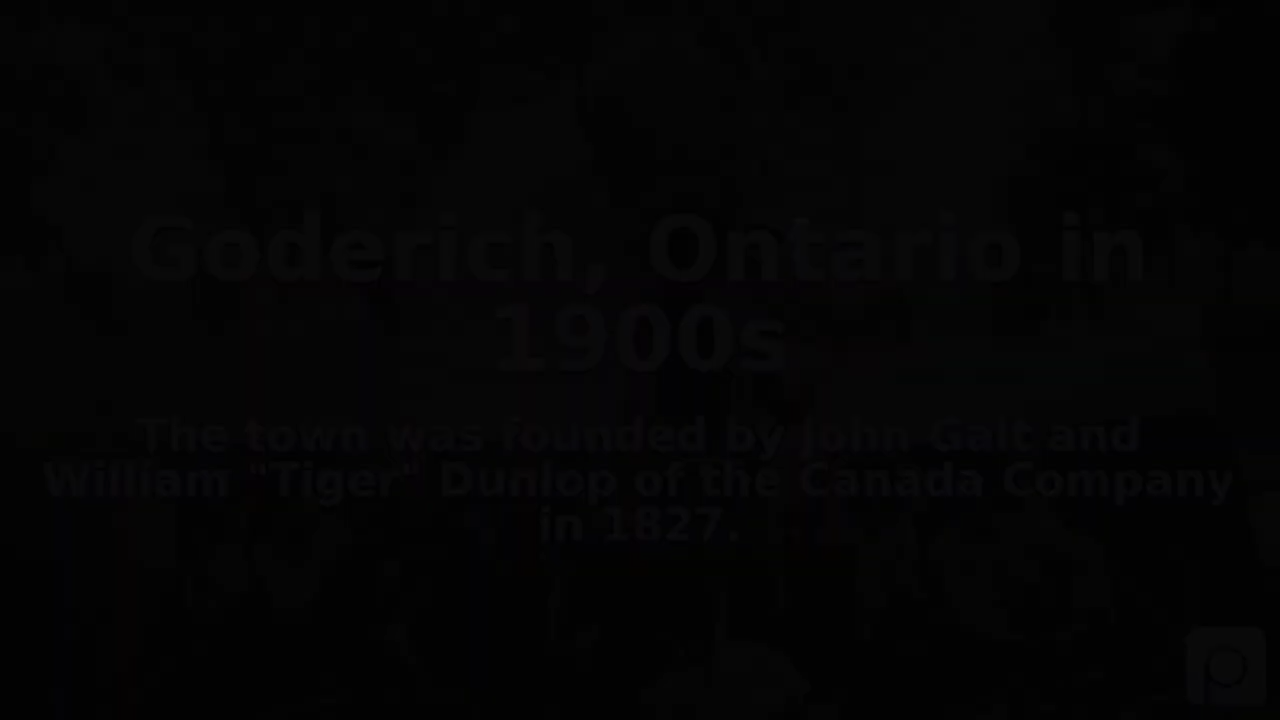 Goderich, Ontario in
1900s
The town was founded by John Galt and
William "Tiger" Dunlop of the Canada Company
in 1827.